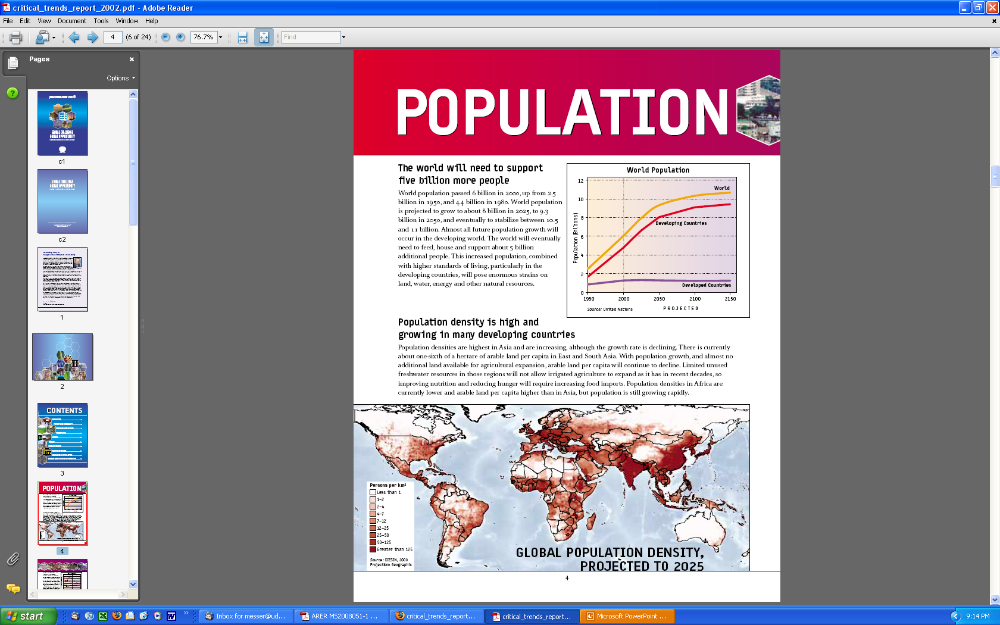 critical_trends_report_2002.pdf - Adobe Reader
File Edit View Document Tools Window Help
4 (6 of 24) 76.7% Find
Pages
Options
GLOBAL CHALLENGE
GLOBAL OPPORTUNITY
c1
GLOBAL CHALLENGE
GLOBAL OPPORTUNITY
c2
1
2
CONTENTS
3
POPULATION
4
POPULATION
The world will need to support
five billion more people
World population passed 6 billion in 2000, up from 2.5
billion in 1950, and 4.4 billion in 1980. World population
is projected to grow to about 8 billion in 2025, to 9.3
billion in 2050, and eventually to stabilize between 10.5
and 11 billion. Almost all future population growth will
occur in the developing world. The world will eventually
need to feed, house and support about 5 billion
additional people. This increased population, combined
with higher standards of living, particularly in the
developing countries, will pose enormous strains on
land, water, energy and other natural resources.
World Population
Population (Billions)
12
10
8
6
4
2
0
World
Developing Countries
Developed Countries
1950 2000 2050 2100 2150
Source: United Nations PROJECTED
Population density is high and
growing in many developing countries
Population densities are highest in Asia and are increasing, although the growth rate is declining. There is currently
about one-sixth of a hectare of arable land per capita in East and South Asia. With population growth, and almost no
additional land available for agricultural expansion, arable land per capita will continue to decline. Limited unused
freshwater resources in those regions will not allow irrigated agriculture to expand as it has in recent decades, so
improving nutrition and reducing hunger will require increasing food imports. Population densities in Africa are
currently lower and arable land per capita higher than in Asia, but population is still growing rapidly.
Persons per km²
Less than 1
1–2
2–4
4–7
7–12
12–25
25–50
50–125
Greater than 125
Source: CIESIN, 2000
Projection: Geographic
GLOBAL POPULATION DENSITY,
PROJECTED TO 2025
4
start
Inbox for messer@ud...
ARER MS2008051-1 ...
critical_trends_report...
critical_trends_report...
Microsoft PowerPoint ...
9:14 PM